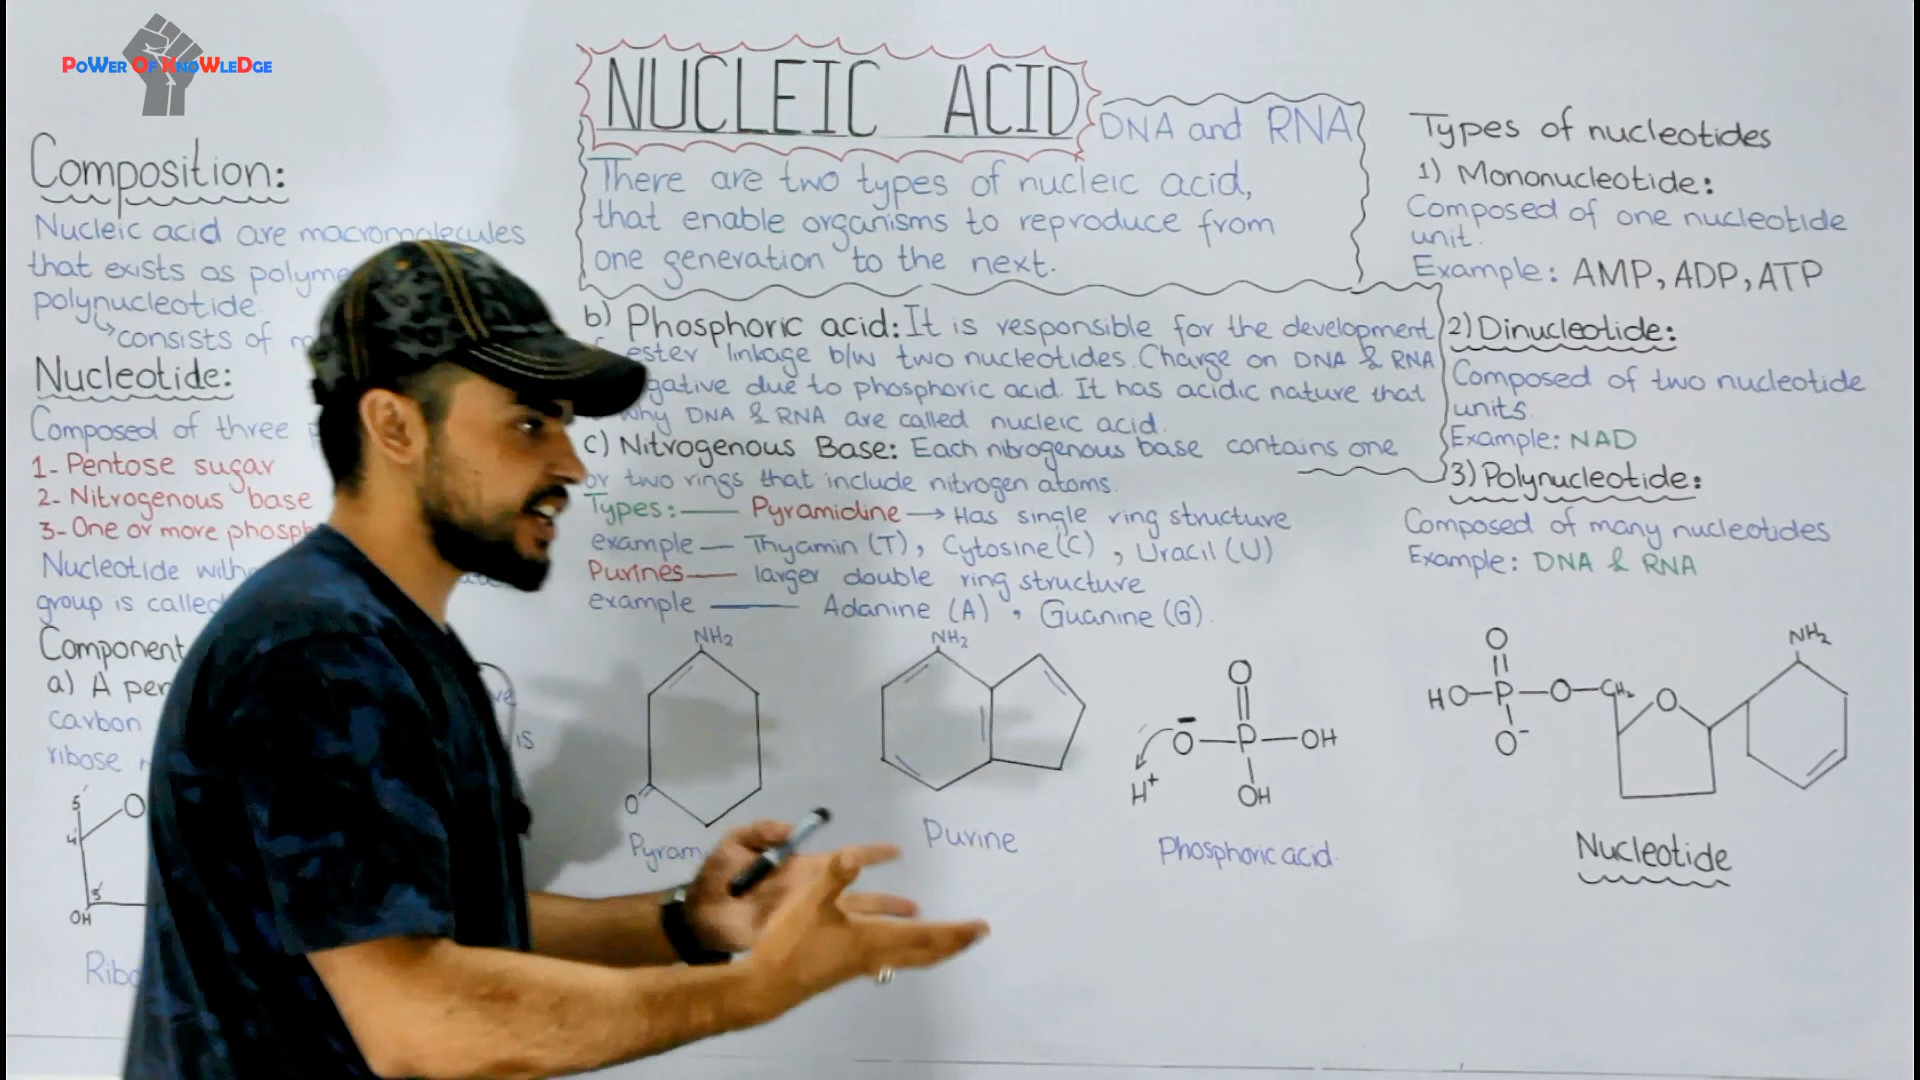 PoWer Of KnoWleDge
NUCLEIC ACID
DNA and RNA
There are two types of nucleic acid,
that enable organisms to reproduce from
one generation to the next.
Composition:
Nucleic acid are macromolecules
that exists as
polynucleotide.
consists of
Nucleotide:
Composed of three
1- Pentose sugar
2- Nitrogenous base
3- One or more
Nucleotide
group is called
Component
a) A
carbon
ribose
is
5
O
4
3
OH
b) Phosphoric acid: It is responsible for the development
ester linkage b/w two nucleotides. Charge on DNA & RNA
due to phosphoric acid. It has acidic nature that
why DNA & RNA are called nucleic acid.
c) Nitrogenous Base: Each nitrogenous base contains one
or two rings that include nitrogen atoms.
Types: Pyramidine → Has single ring structure
example — Thyamin (T), Cytosine (C), Uracil (U)
Purines — larger double ring structure
example — Adanine (A), Guanine (G).
NH2
O
NH2
Purine
O
O — P — OH
OH
H+
Phosphoric acid
Types of nucleotides
1) Mononucleotide:
Composed of one nucleotide
unit.
Example: AMP, ADP, ATP
2) Dinucleotide:
Composed of two nucleotide
units.
Example: NAD
3) Polynucleotide:
Composed of many nucleotides
Example: DNA & RNA
O
HO — P — O — CH2
O-
O
NH2
Nucleotide